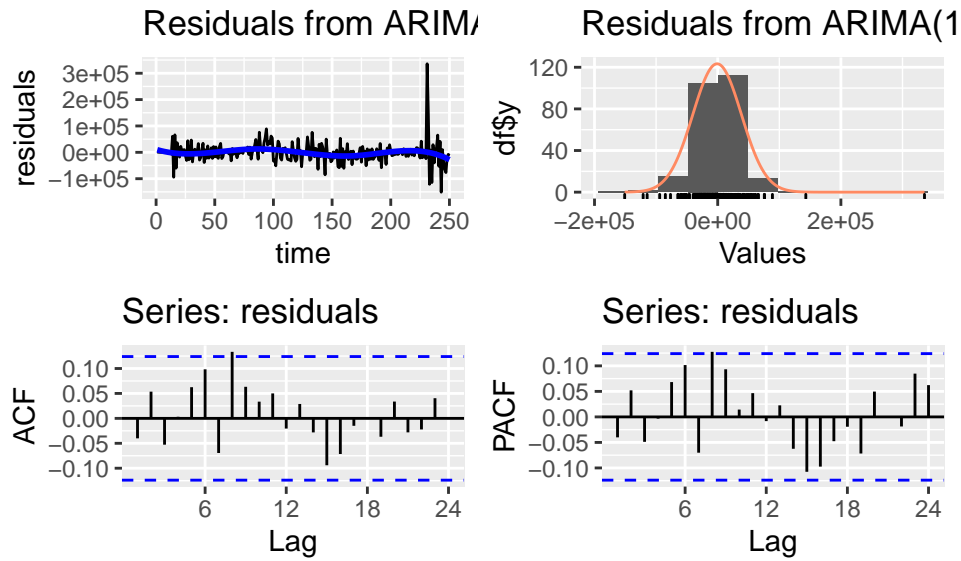 Residuals from ARIMA
residuals
3e+05
2e+05
1e+05
0e+00
−1e+05
0 50 100 150 200 250
time
Residuals from ARIMA(1
df$y
120
80
40
0
−2e+05 0e+00 2e+05
Values
Series: residuals
ACF
0.10
0.05
0.00
−0.05
−0.10
6 12 18 24
Lag
Series: residuals
PACF
0.10
0.05
0.00
−0.05
−0.10
6 12 18 24
Lag